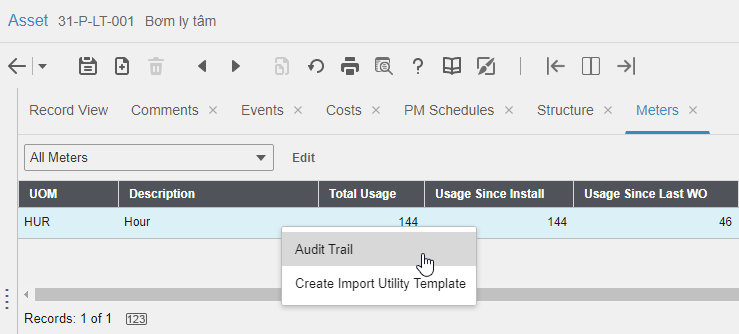 Asset 31-P-LT-001 Bơm ly tâm
Record View Comments Events Costs PM Schedules Structure Meters
All Meters Edit
UOM Description Total Usage Usage Since Install Usage Since Last WO
HUR Hour 144 144 46
Audit Trail
Create Import Utility Template
Records: 1 of 1 123